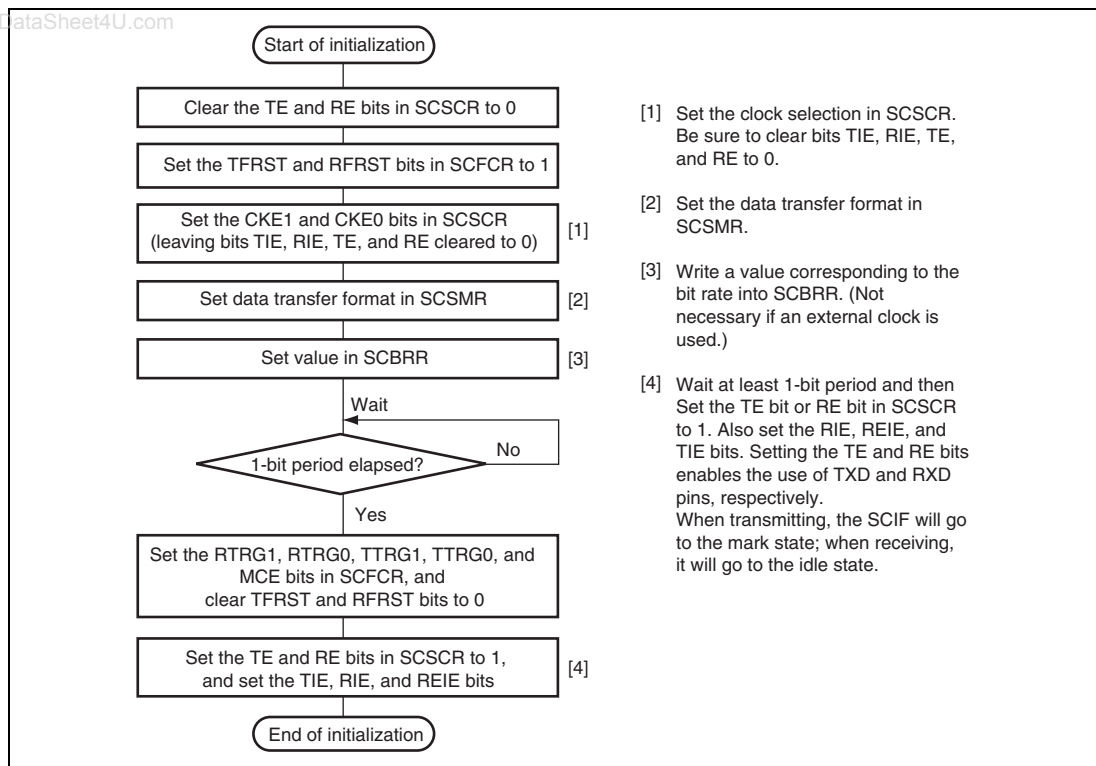 DataSheet4U.com
Start of initialization
Clear the TE and RE bits in SCSCR to 0
Set the TFRST and RFRST bits in SCFCR to 1
Set the CKE1 and CKE0 bits in SCSCR
(leaving bits TIE, RIE, TE, and RE cleared to 0)
[1]
Set data transfer format in SCSMR
[2]
Set value in SCBRR
[3]
Wait
1-bit period elapsed?
No
Yes
Set the RTRG1, RTRG0, TTRG1, TTRG0, and
MCE bits in SCFCR, and
clear TFRST and RFRST bits to 0
Set the TE and RE bits in SCSCR to 1,
and set the TIE, RIE, and REIE bits
[4]
End of initialization
[1] Set the clock selection in SCSCR.
Be sure to clear bits TIE, RIE, TE,
and RE to 0.
[2] Set the data transfer format in
SCSMR.
[3] Write a value corresponding to the
bit rate into SCBRR. (Not
necessary if an external clock is
used.)
[4] Wait at least 1-bit period and then
Set the TE bit or RE bit in SCSCR
to 1. Also set the RIE, REIE, and
TIE bits. Setting the TE and RE bits
enables the use of TXD and RXD
pins, respectively.
When transmitting, the SCIF will go
to the mark state; when receiving,
it will go to the idle state.